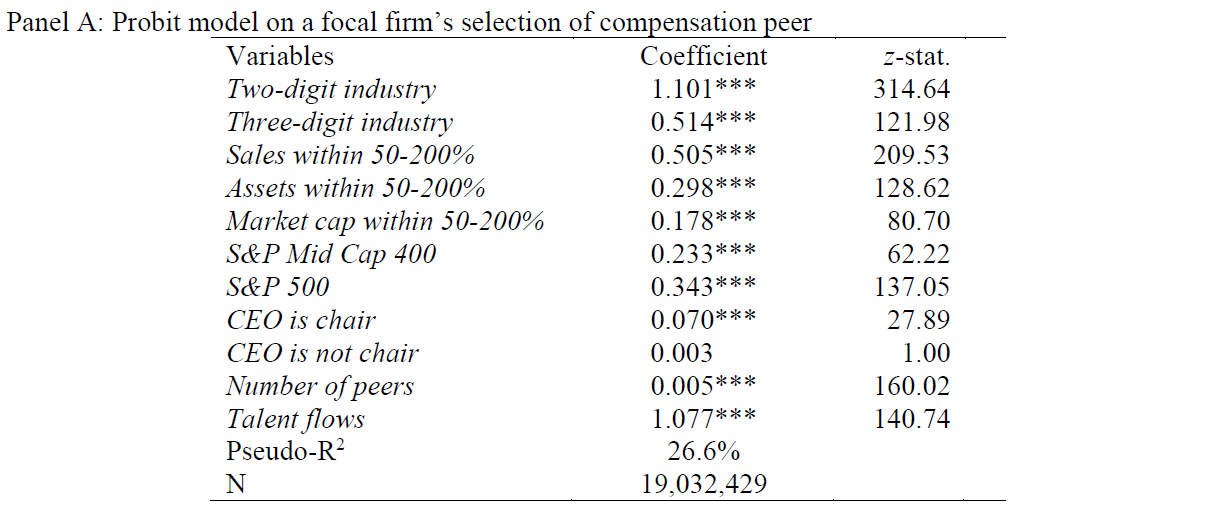 Panel A: Probit model on a focal firm’s selection of compensation peer
Variables Coefficient z-stat.
Two-digit industry 1.101*** 314.64
Three-digit industry 0.514*** 121.98
Sales within 50-200% 0.505*** 209.53
Assets within 50-200% 0.298*** 128.62
Market cap within 50-200% 0.178*** 80.70
S&P Mid Cap 400 0.233*** 62.22
S&P 500 0.343*** 137.05
CEO is chair 0.070*** 27.89
CEO is not chair 0.003 1.00
Number of peers 0.005*** 160.02
Talent flows 1.077*** 140.74
Pseudo-R² 26.6%
N 19,032,429